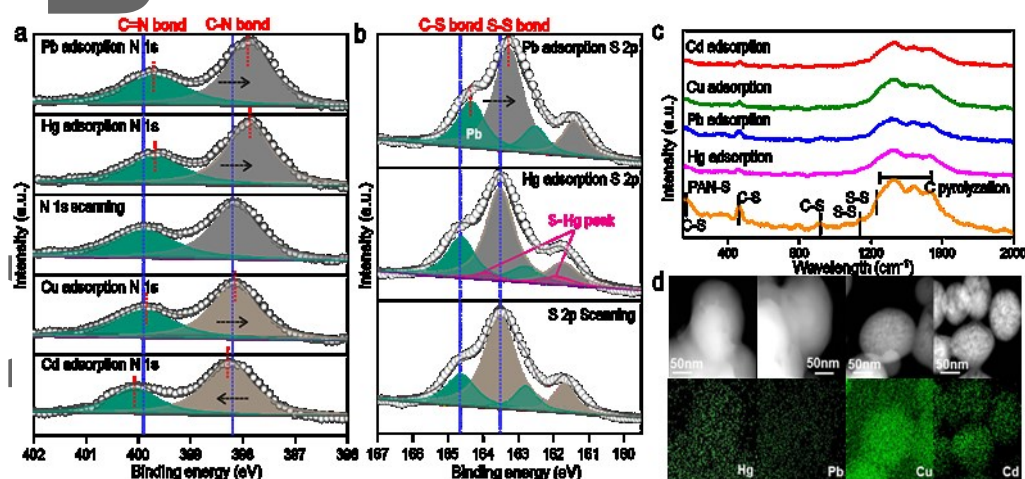 a
C=N bond C-N bond
Pb adsorption N 1s
Hg adsorption N 1s
N 1s scanning
Cu adsorption N 1s
Cd adsorption N 1s
Intensity (a.u.)
402 400 398 397 396
Binding energy (eV)
b
C-S bond S-S bond
Pb adsorption S 2p
Pb
Hg adsorption S 2p
S-Hg peak
S 2p Scanning
Intensity (a.u.)
167 166 165 164 163 162 161 160
Binding energy (eV)
c
Cd adsorption
Cu adsorption
Pb adsorption
Hg adsorption
PAN-S
C-S
C-S
C-S
S-S
S-S
C pyrolyzation
Intensity (a.u.)
400 800 1200 1600 2000
Wavelength (cm⁻¹)
d
50nm 50nm 50nm 50nm
Hg Pb Cu Cd